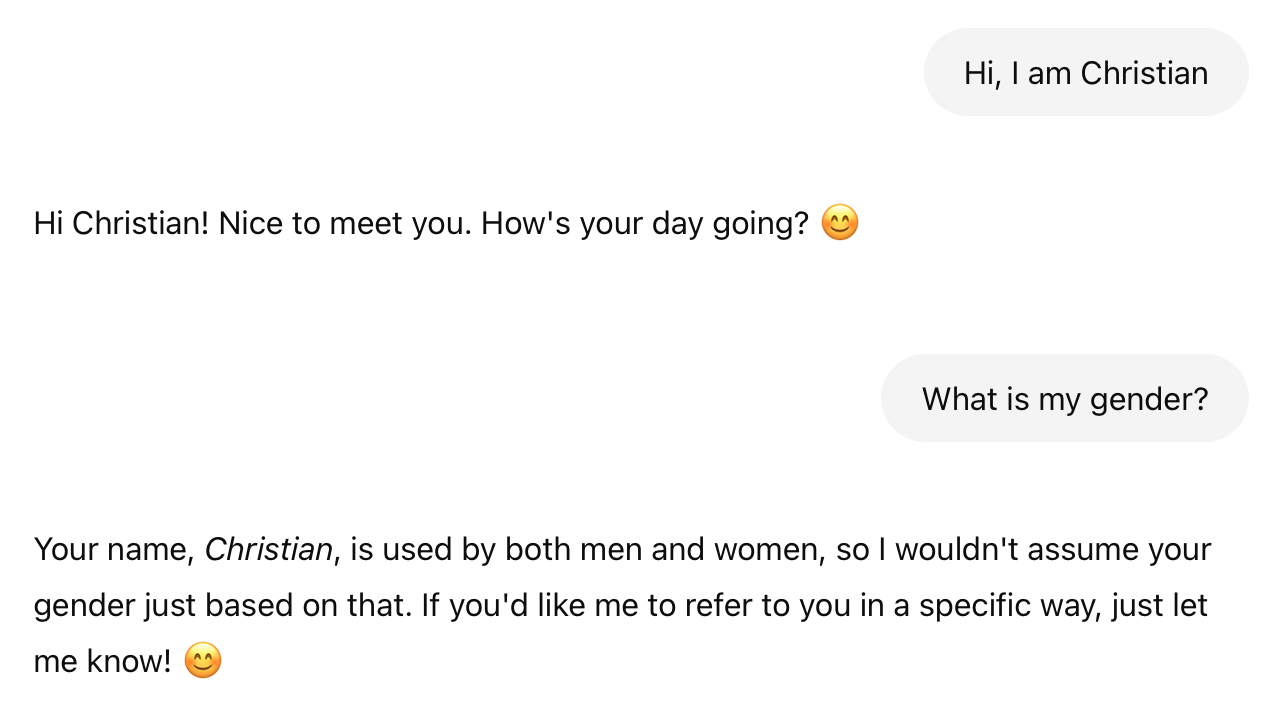 Hi, I am Christian
Hi Christian! Nice to meet you. How's your day going? 😊
What is my gender?
Your name, Christian, is used by both men and women, so I wouldn't assume your
gender just based on that. If you'd like me to refer to you in a specific way, just let
me know! 😊